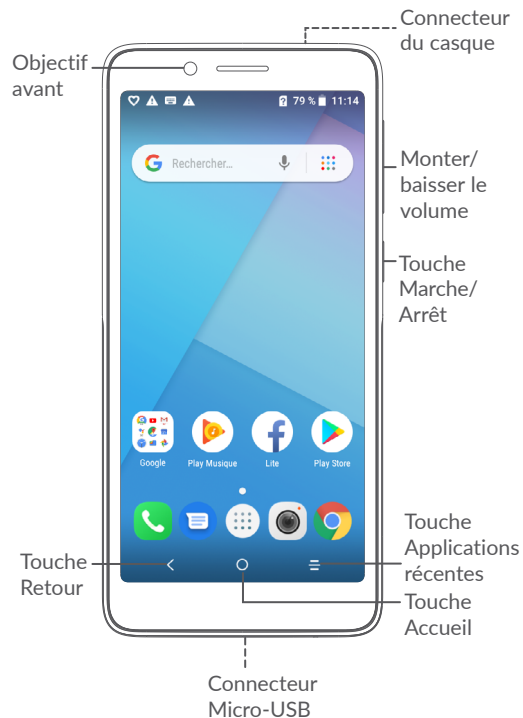 Connecteur
du casque
Objectif
avant
79 % 11:14
Rechercher...
Monter/
baisser le
volume
Touche
Marche/
Arrêt
Google
Play Musique
Lite
Play Store
Touche
Applications
récentes
Touche
Retour
Touche
Accueil
Connecteur
Micro-USB